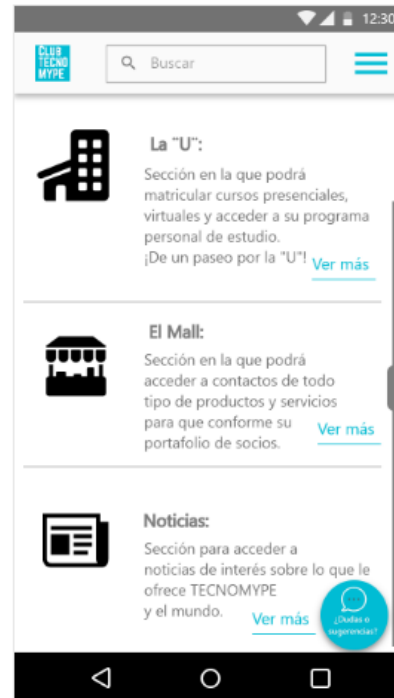 12:30
CLUB
TECNO
MYPE
Buscar
La "U":
Sección en la que podrá
matricular cursos presenciales,
virtuales y acceder a su programa
personal de estudio.
¡De un paseo por la "U"! Ver más
El Mall:
Sección en la que podrá
acceder a contactos de todo
tipo de productos y servicios
para que conforme su
portafolio de socios.
Ver más
Noticias:
Sección para acceder a
noticias de interés sobre lo que le
ofrece TECNOMYPE
y el mundo.
Ver más
¿Dudas o
sugerencias?